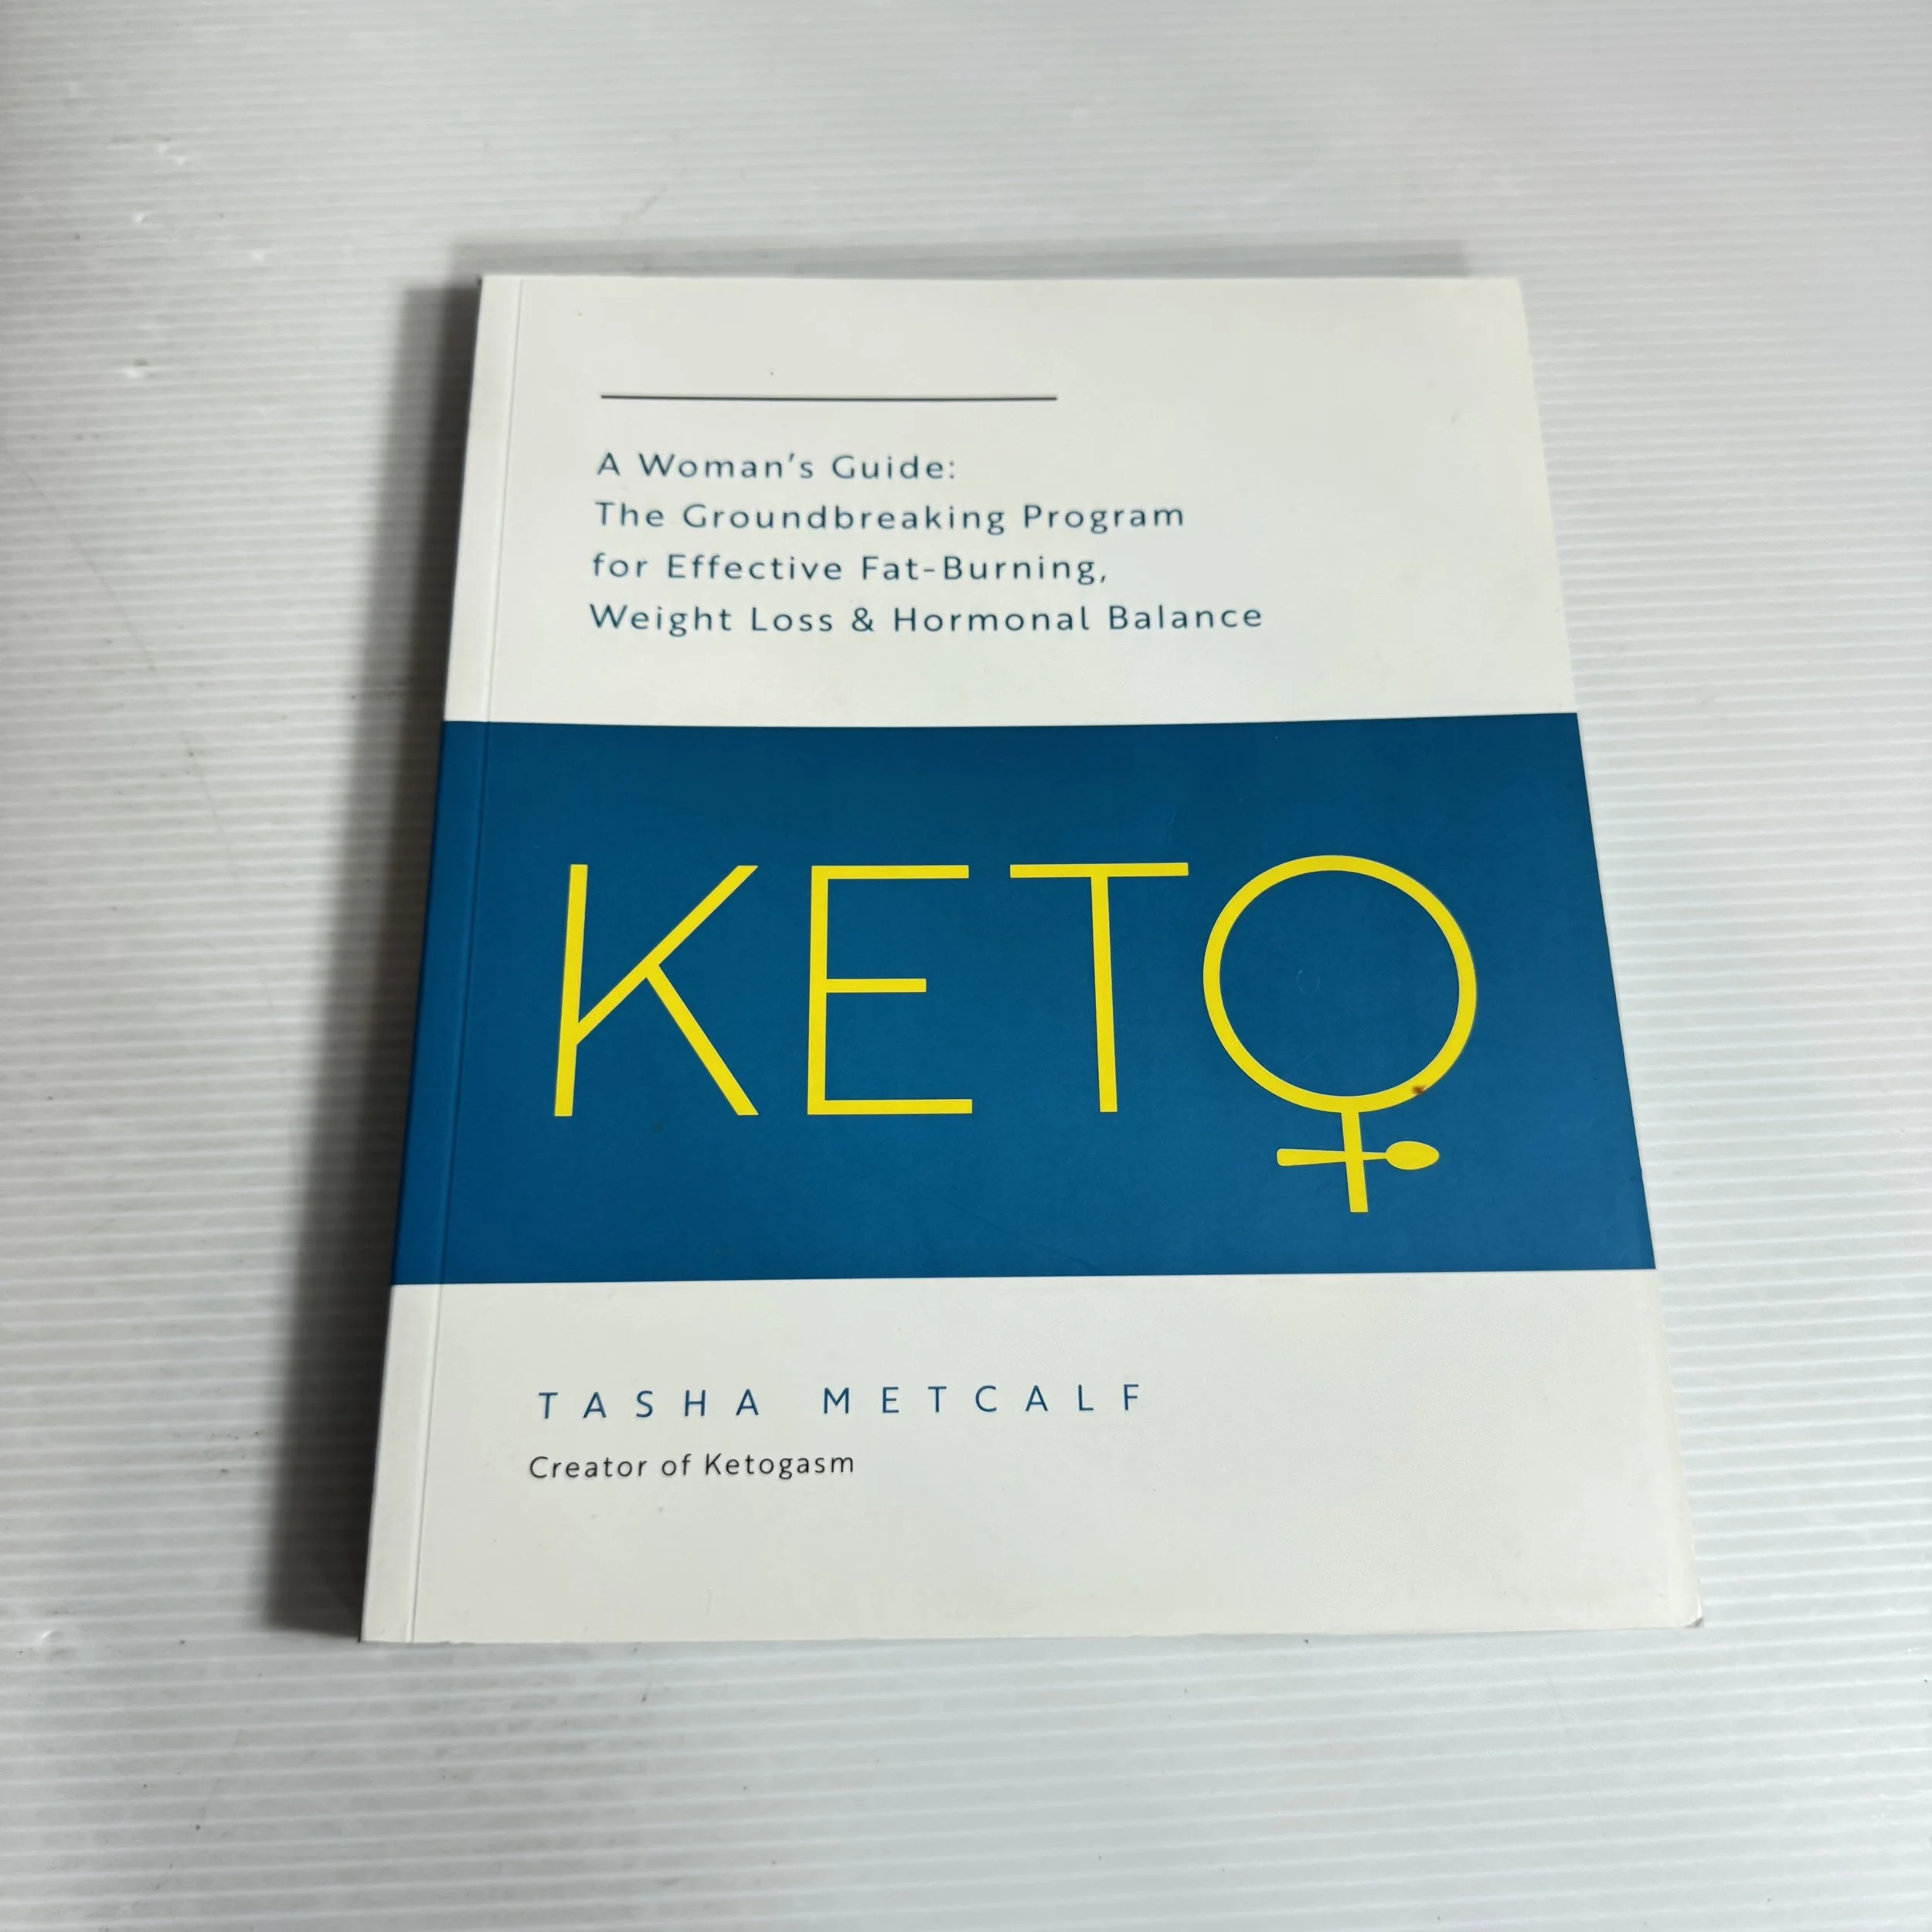 A Woman's Guide:
The Groundbreaking Program
for Effective Fat-Burning,
Weight Loss & Hormonal Balance
KETO
TASHA METCALF
Creator of Ketogasm